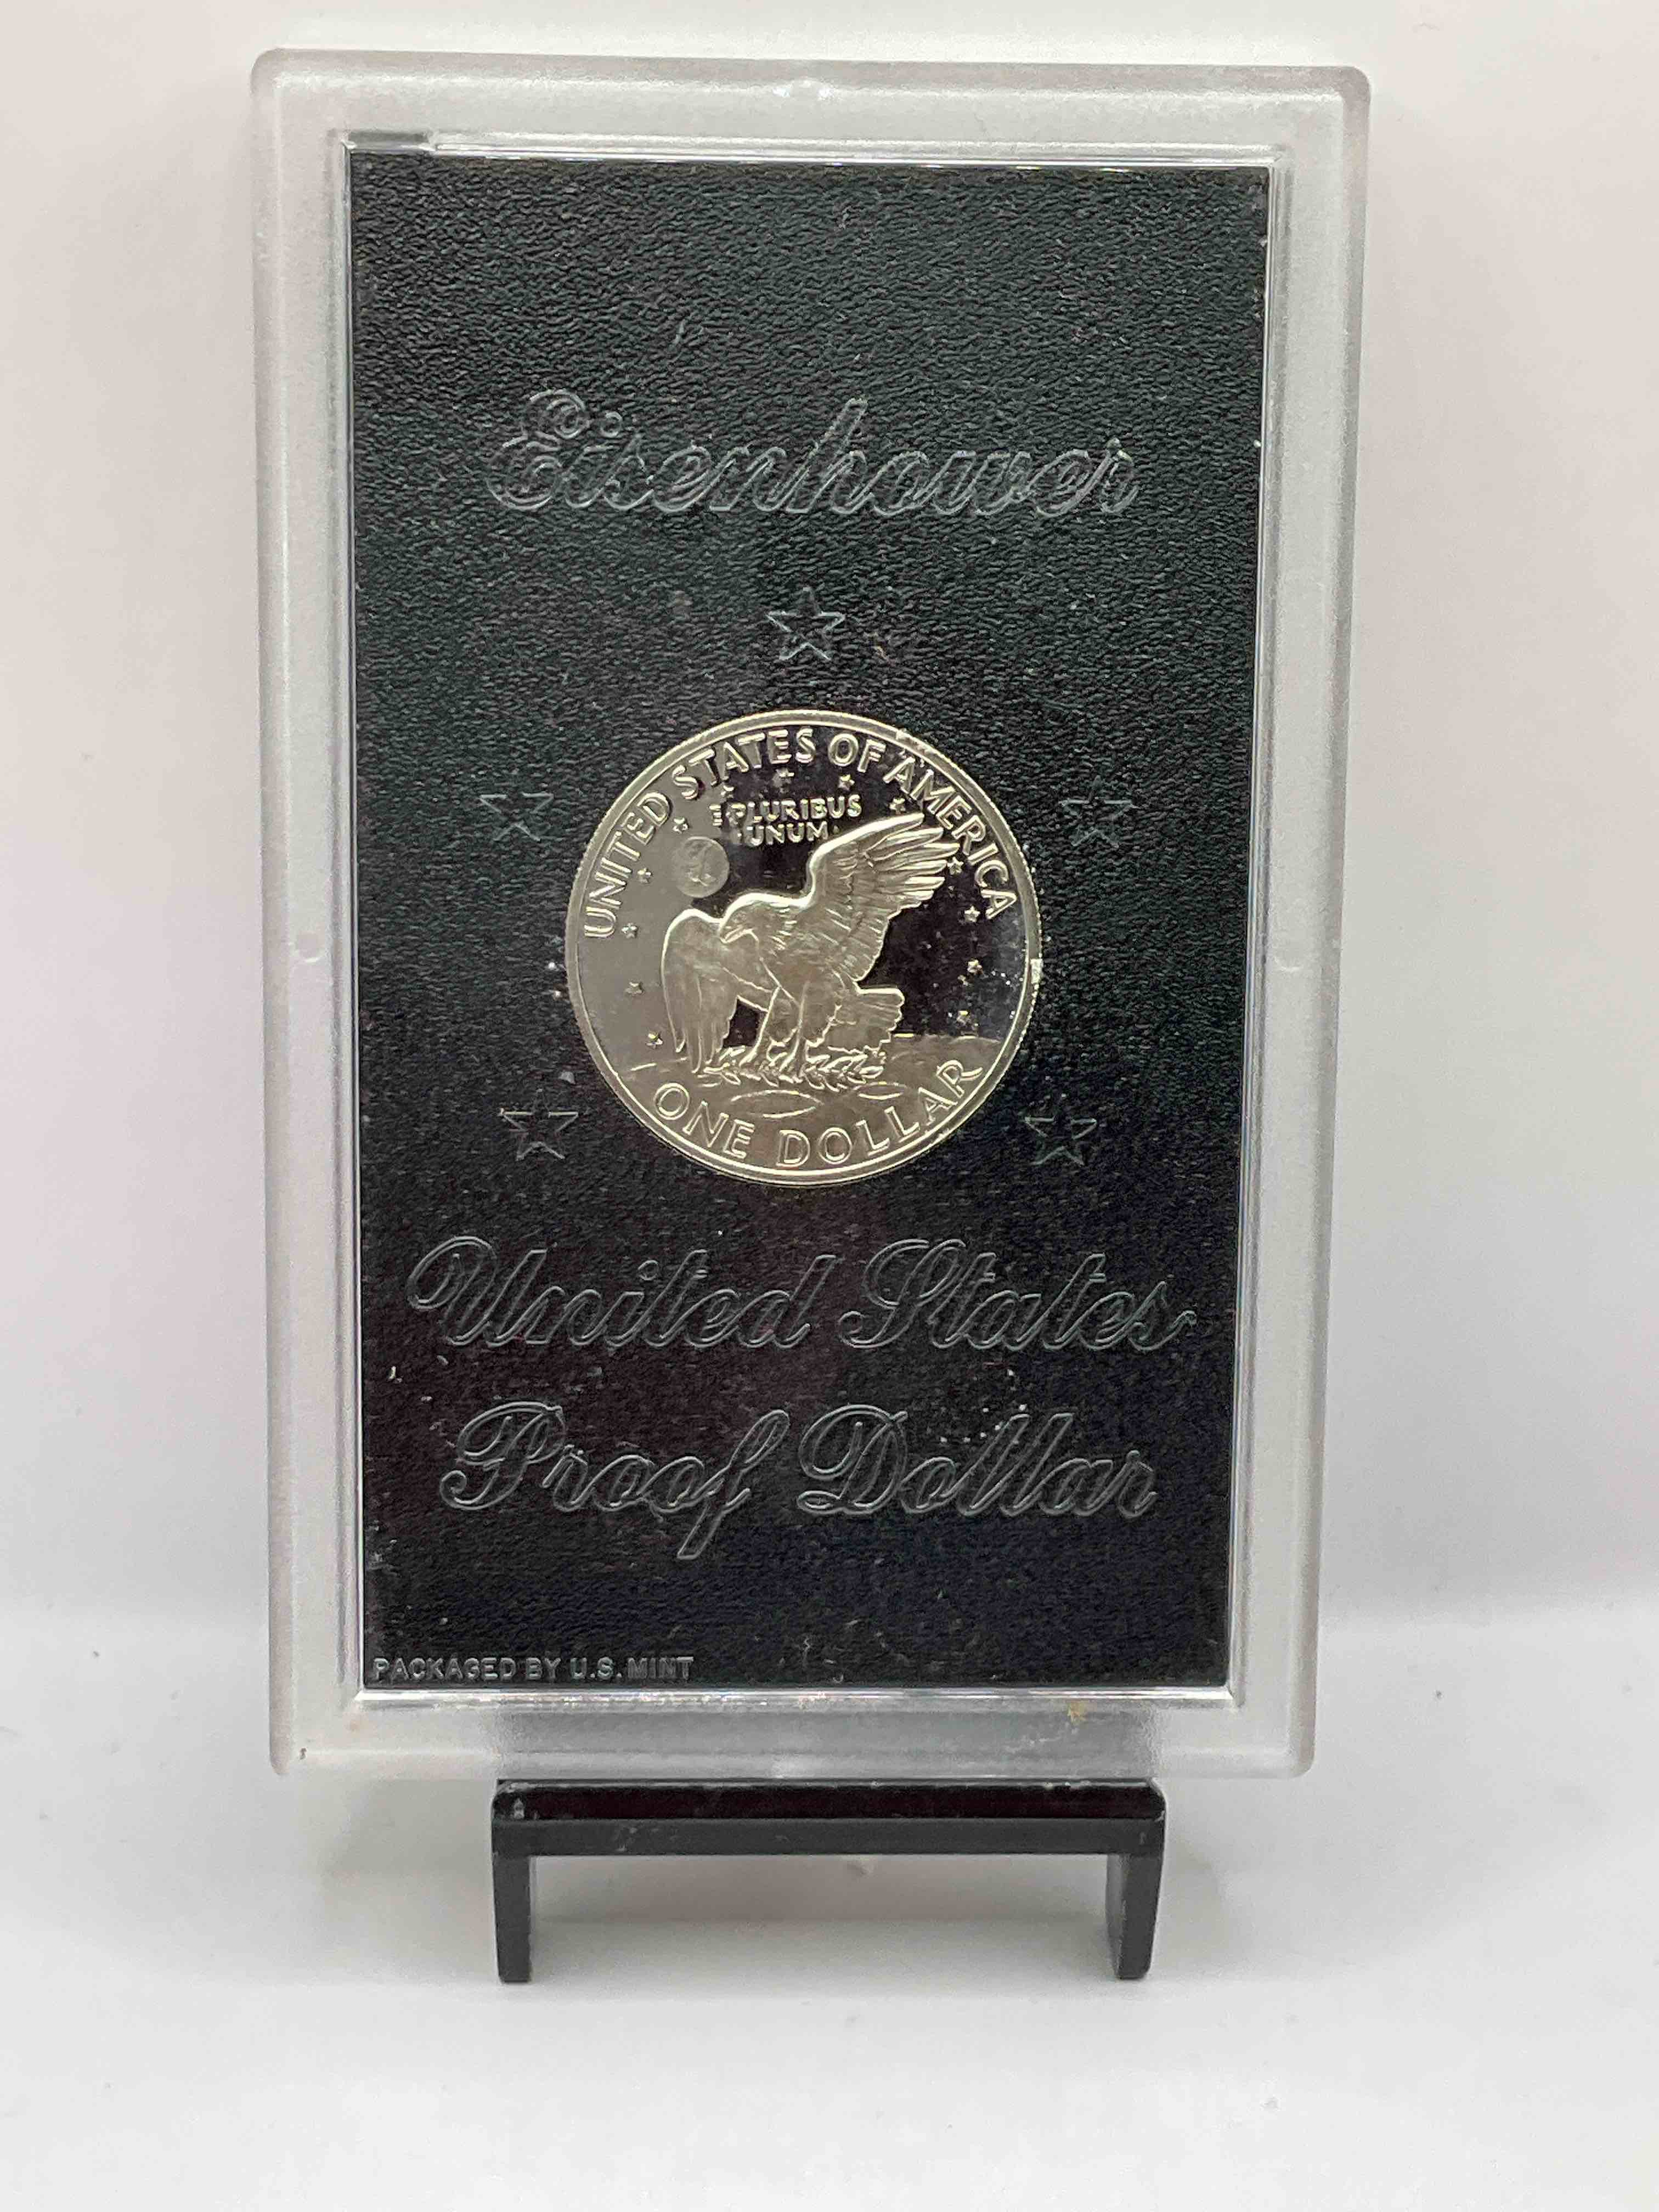 Eisenhower
UNITED STATES OF AMERICA
E PLURIBUS
UNUM
ONE DOLLAR
United States
Proof Dollar
PACKAGED BY U.S. MINT